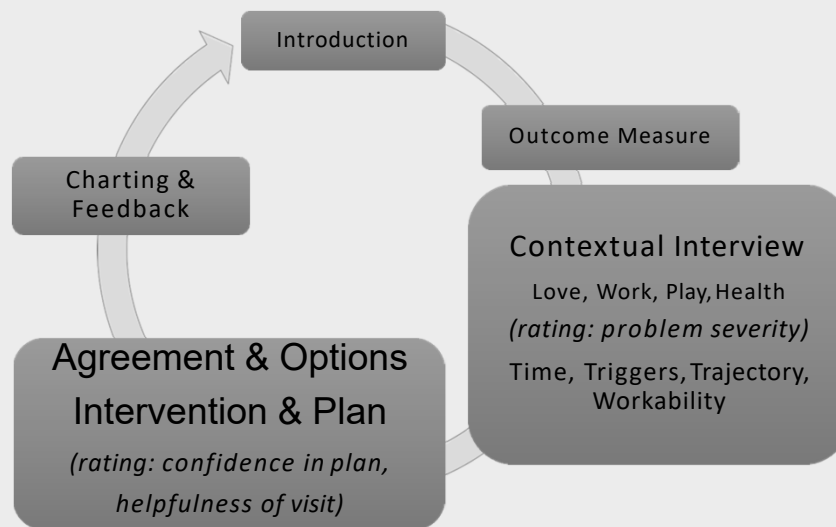 Introduction
Outcome Measure
Contextual Interview
Love, Work, Play, Health
(rating: problem severity)
Time, Triggers, Trajectory,
Workability
Agreement & Options
Intervention & Plan
(rating: confidence in plan,
helpfulness of visit)
Charting &
Feedback